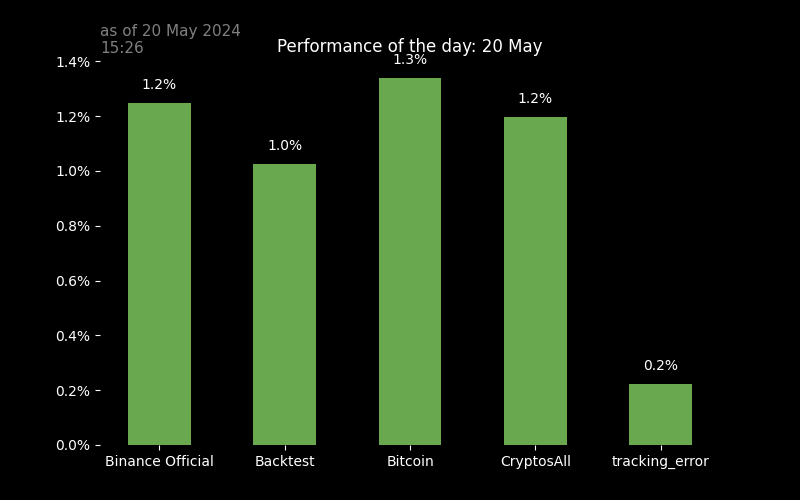 as of 20 May 2024
15:26
Performance of the day: 20 May
1.4%
1.2%
1.0%
0.8%
0.6%
0.4%
0.2%
0.0%
1.2%
1.0%
1.3%
1.2%
0.2%
Binance Official
Backtest
Bitcoin
CryptosAll
tracking_error